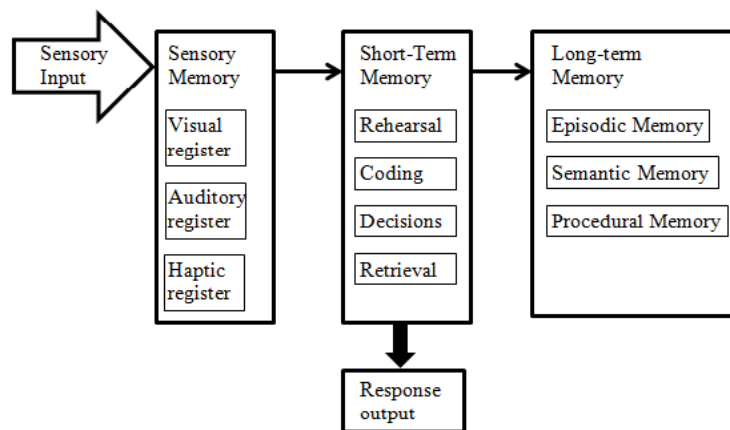 Sensory
Input
Sensory
Memory
Visual
register
Auditory
register
Haptic
register
Short-Term
Memory
Rehearsal
Coding
Decisions
Retrieval
Long-term
Memory
Episodic Memory
Semantic Memory
Procedural Memory
Response
output